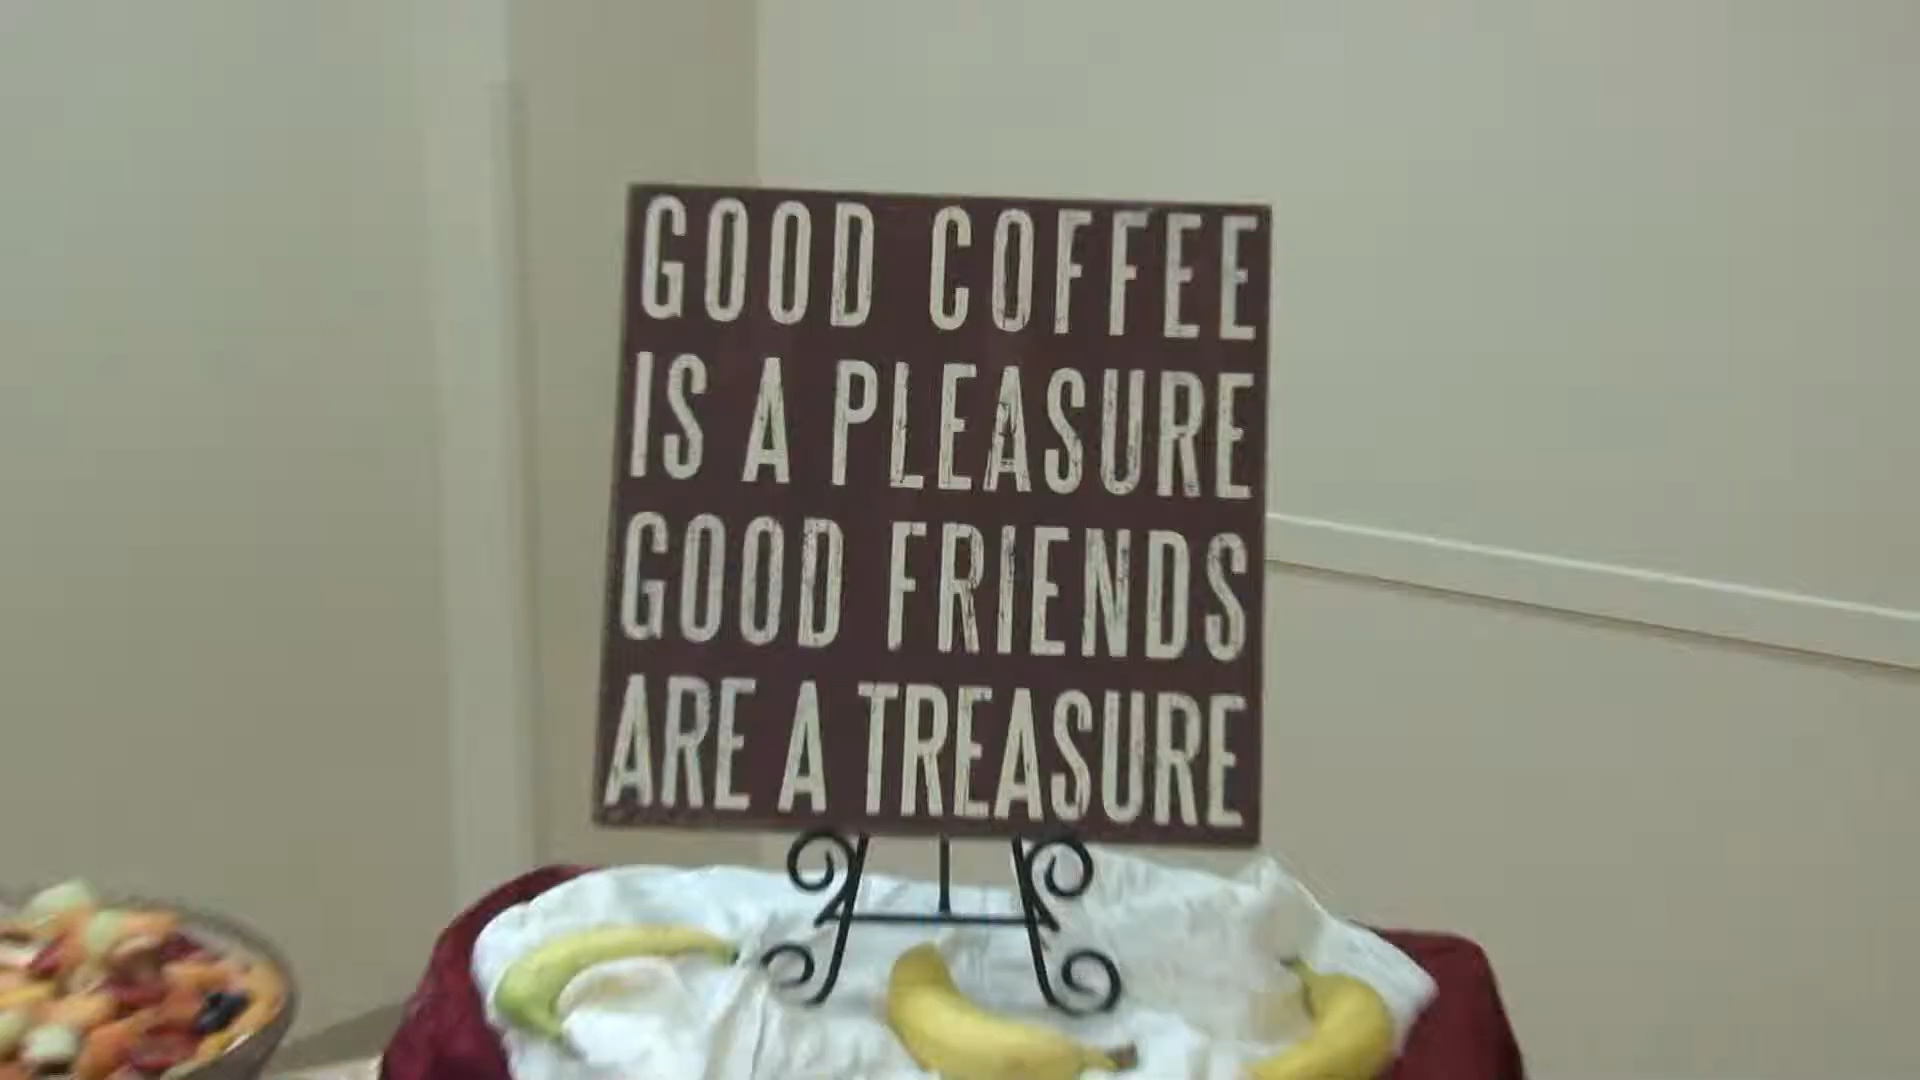 GOOD COFFEE
IS A PLEASURE
GOOD FRIENDS
ARE A TREASURE